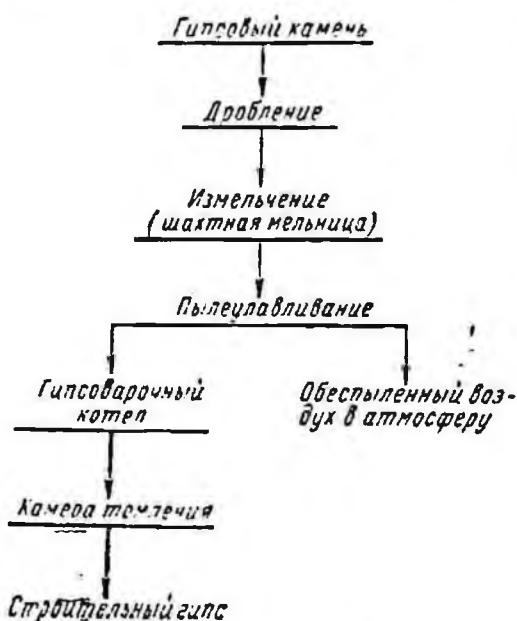 Гипсовый камень
Дробление
Измельчение
(шахтная мельница)
Пылеулавливание
Гипсоварочный
котел
Обеспыленный воз-
дух в атмосферу
Камера томления
Строительный гипс